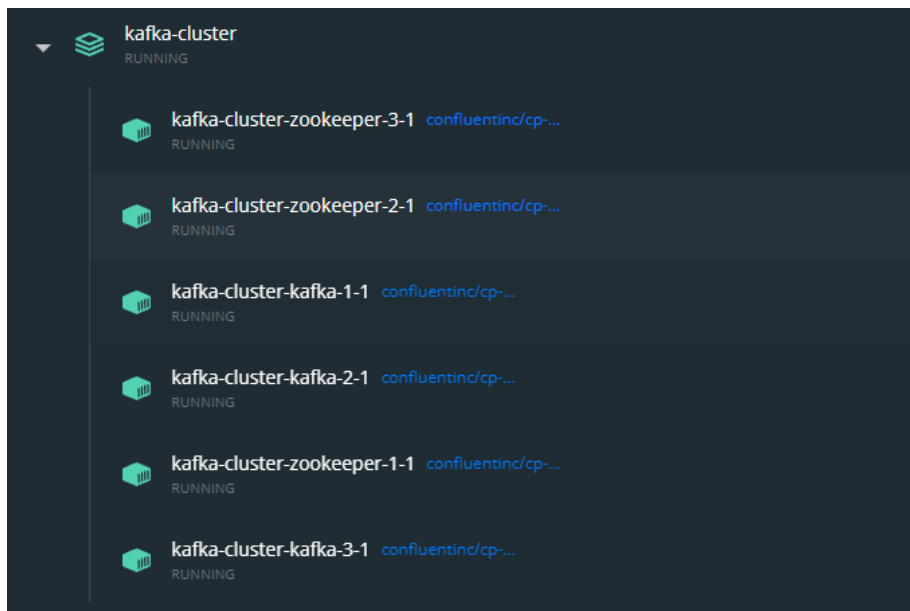 kafka-cluster
RUNNING
kafka-cluster-zookeeper-3-1 confluentinc/cp-...
RUNNING
kafka-cluster-zookeeper-2-1 confluentinc/cp-...
RUNNING
kafka-cluster-kafka-1-1 confluentinc/cp-...
RUNNING
kafka-cluster-kafka-2-1 confluentinc/cp-...
RUNNING
kafka-cluster-zookeeper-1-1 confluentinc/cp-...
RUNNING
kafka-cluster-kafka-3-1 confluentinc/cp-...
RUNNING